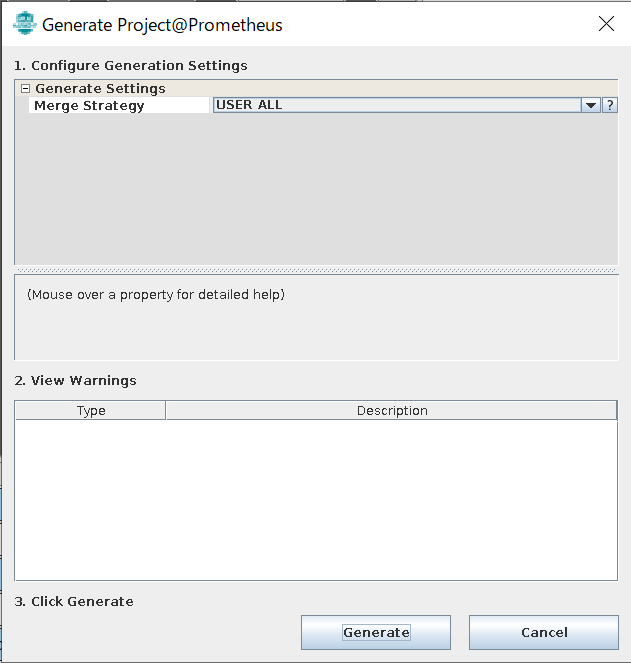 Generate Project@Prometheus
1. Configure Generation Settings
Generate Settings
Merge Strategy USER ALL ?
(Mouse over a property for detailed help)
2. View Warnings
Type Description
3. Click Generate
Generate Cancel